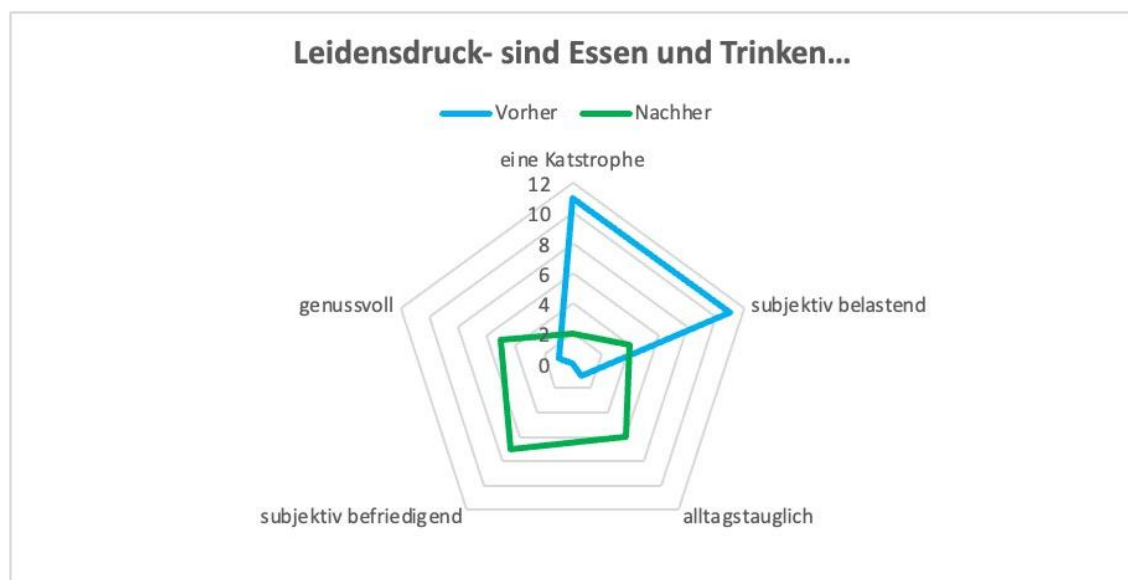 Leidensdruck- sind Essen und Trinken...
Vorher Nachher
eine Katstrophe
12
10
8
6
4
2
0
genussvoll
subjektiv belastend
subjektiv befriedigend
alltagstauglich